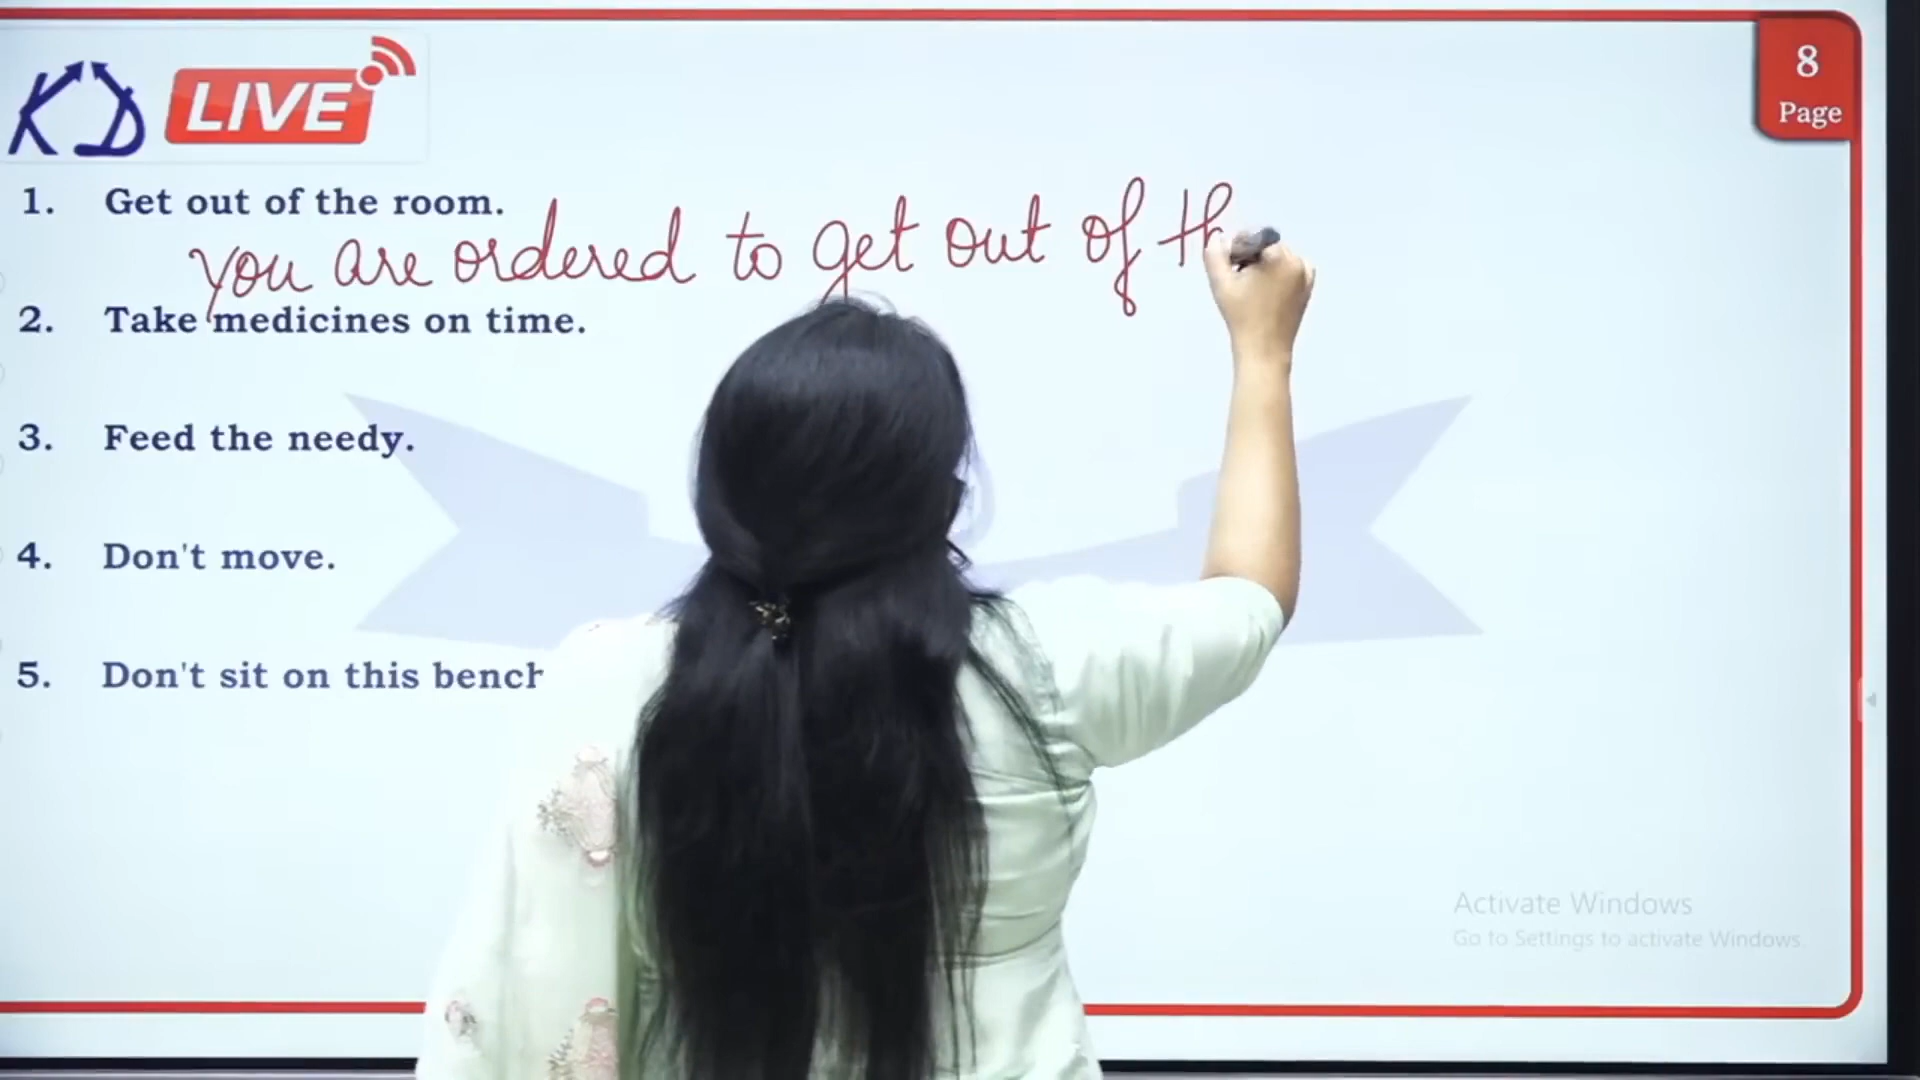 KD LIVE
8
Page
1. Get out of the room.
you are ordered to get out of th
2. Take medicines on time.
3. Feed the needy.
4. Don't move.
5. Don't sit on this bench
Activate Windows
Go to Settings to activate Windows.